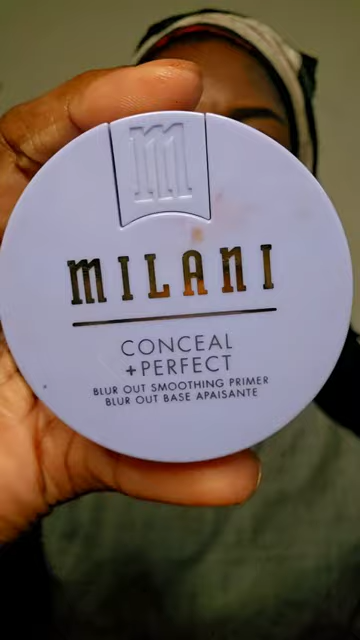 m
MILANI
CONCEAL
+PERFECT
BLUR OUT SMOOTHING PRIMER
BLUR OUT BASE APAISANTE